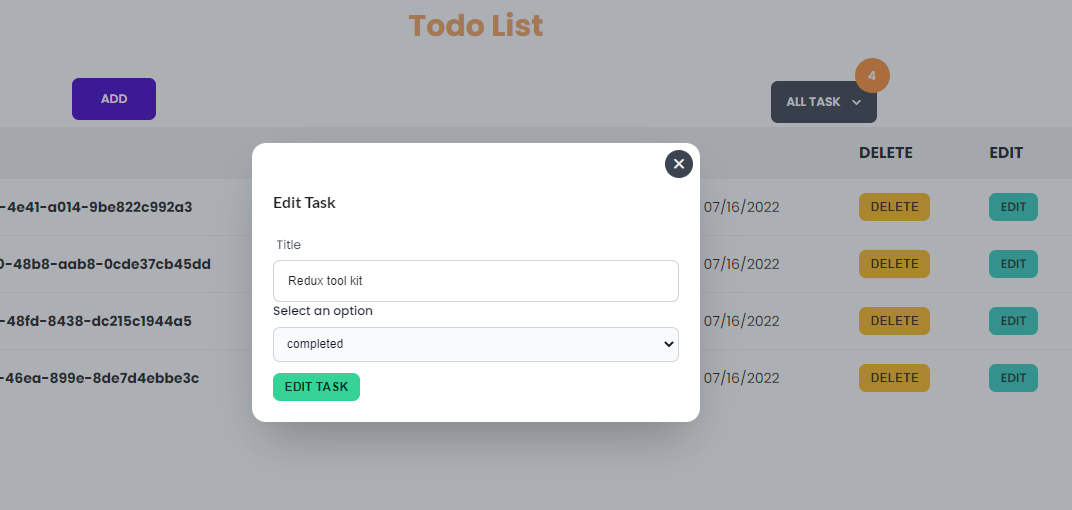 Todo List
ADD
4
ALL TASK
DELETE EDIT
-4e41-a014-9be822c992a3 07/16/2022 DELETE EDIT
0-48b8-aab8-0cde37cb45dd 07/16/2022 DELETE EDIT
-48fd-8438-dc215c1944a5 07/16/2022 DELETE EDIT
-46ea-899e-8de7d4ebbe3c 07/16/2022 DELETE EDIT
Edit Task
Title
Redux tool kit
Select an option
completed
EDIT TASK